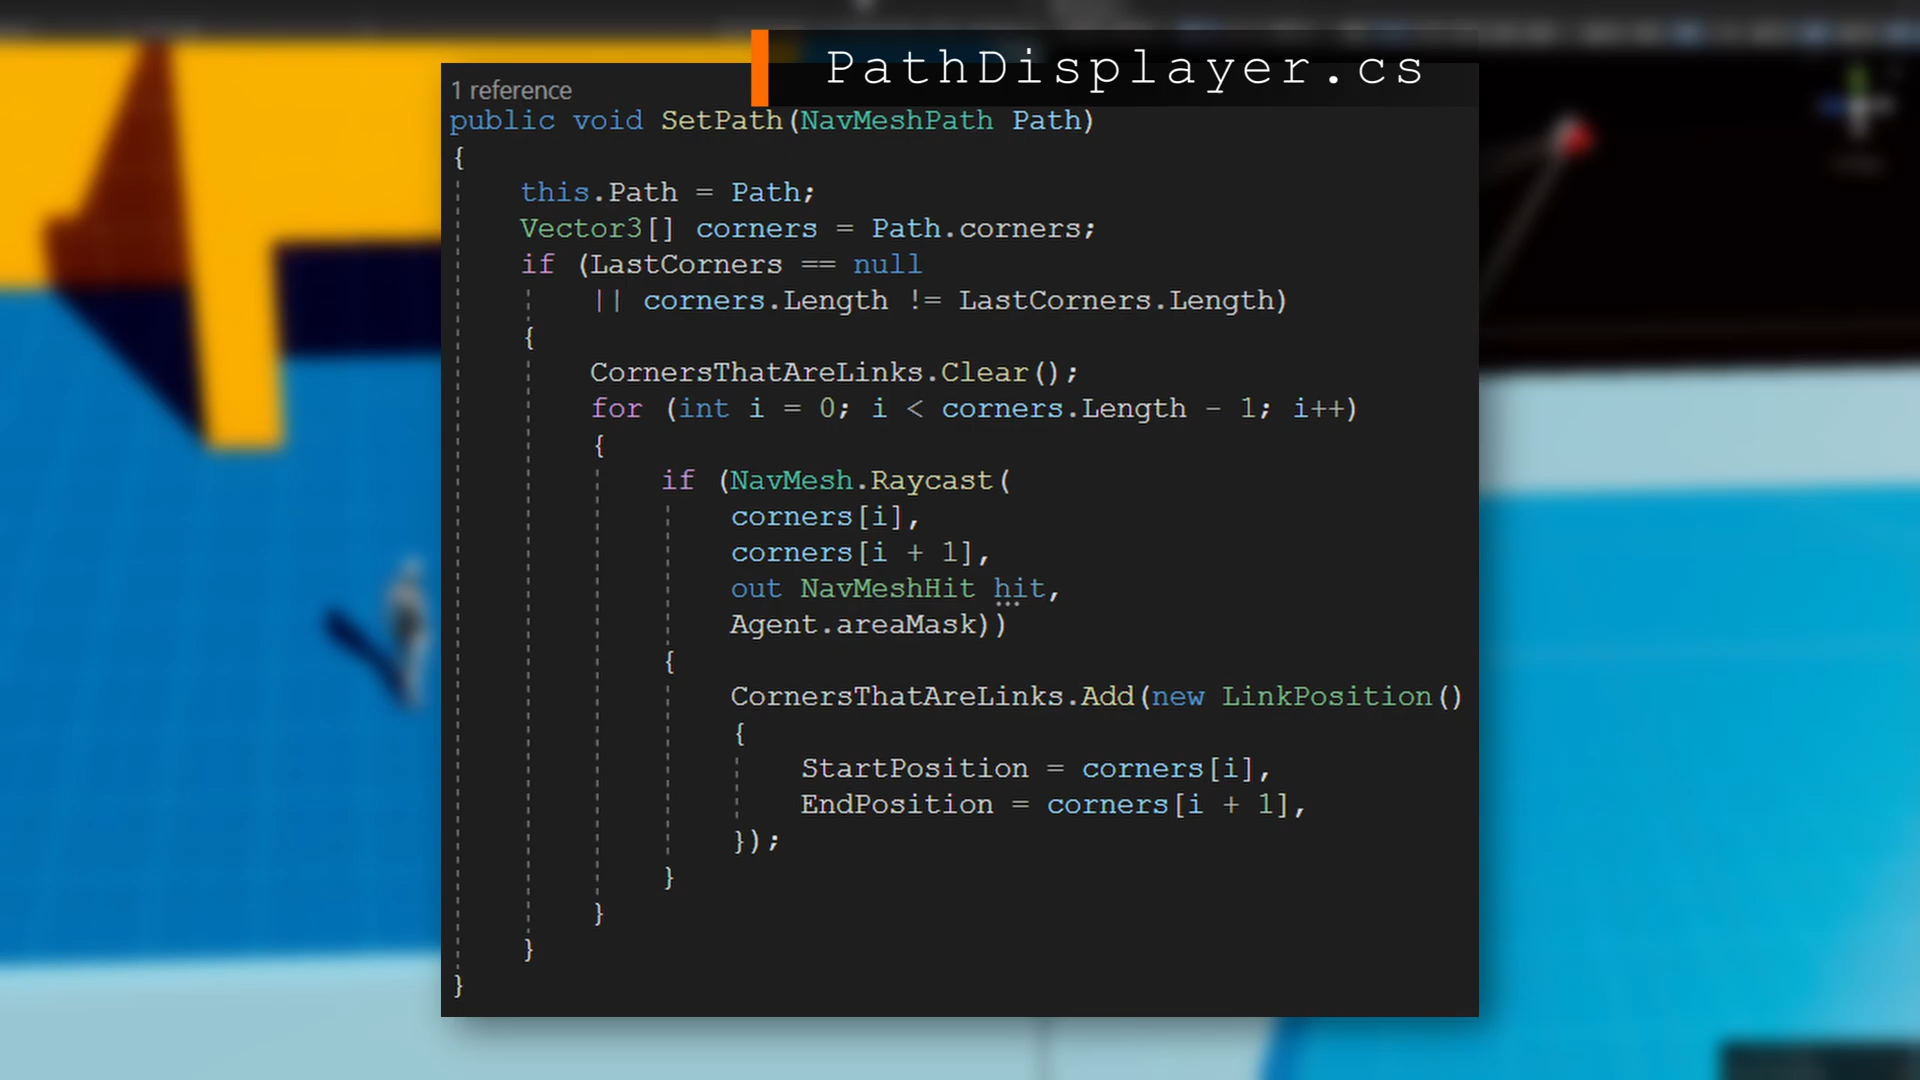 PathDisplayer.cs
1 reference
public void SetPath(NavMeshPath Path)
{
this.Path = Path;
Vector3[] corners = Path.corners;
if (LastCorners == null
|| corners.Length != LastCorners.Length)
{
CornersThatAreLinks.Clear();
for (int i = 0; i < corners.Length - 1; i++)
{
if (NavMesh.Raycast(
corners[i],
corners[i + 1],
out NavMeshHit hit,
Agent.areaMask))
{
CornersThatAreLinks.Add(new LinkPosition()
{
StartPosition = corners[i],
EndPosition = corners[i + 1],
});
}
}
}
}